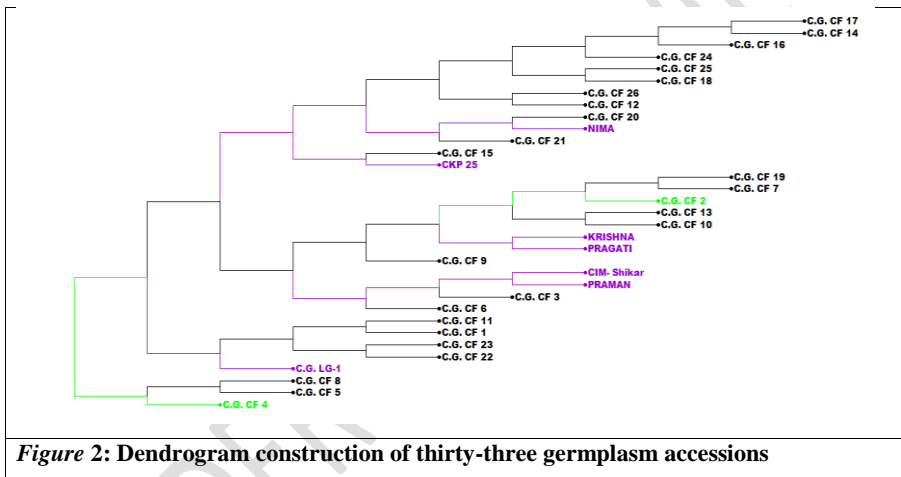 C.G. CF 17
C.G. CF 14
C.G. CF 16
C.G. CF 24
C.G. CF 25
C.G. CF 18
C.G. CF 26
C.G. CF 12
C.G. CF 20
NIMA
C.G. CF 21
C.G. CF 15
CKP 25
C.G. CF 19
C.G. CF 7
C.G. CF 2
C.G. CF 13
C.G. CF 10
KRISHNA
PRAGATI
C.G. CF 9
CIM- Shikar
PRAMAN
C.G. CF 3
C.G. CF 6
C.G. CF 11
C.G. CF 1
C.G. CF 23
C.G. CF 22
C.G. LG-1
C.G. CF 8
C.G. CF 5
C.G. CF 4
Figure 2: Dendrogram construction of thirty-three germplasm accessions